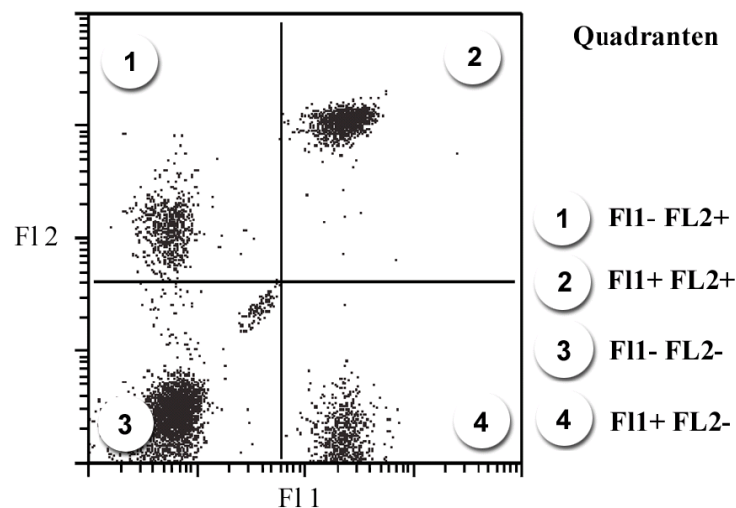 Quadranten
1
2
3
4
Fl 2
Fl 1
1 Fl1- FL2+
2 Fl1+ FL2+
3 Fl1- FL2-
4 Fl1+ FL2-